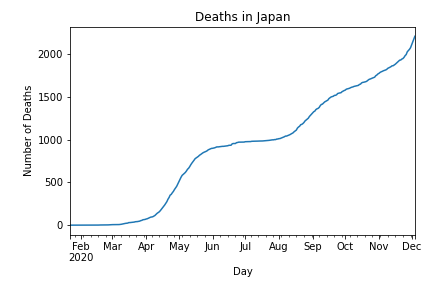 Deaths in Japan
Number of Deaths
2000
1500
1000
500
0
Feb Mar Apr May Jun Jul Aug Sep Oct Nov Dec
2020
Day